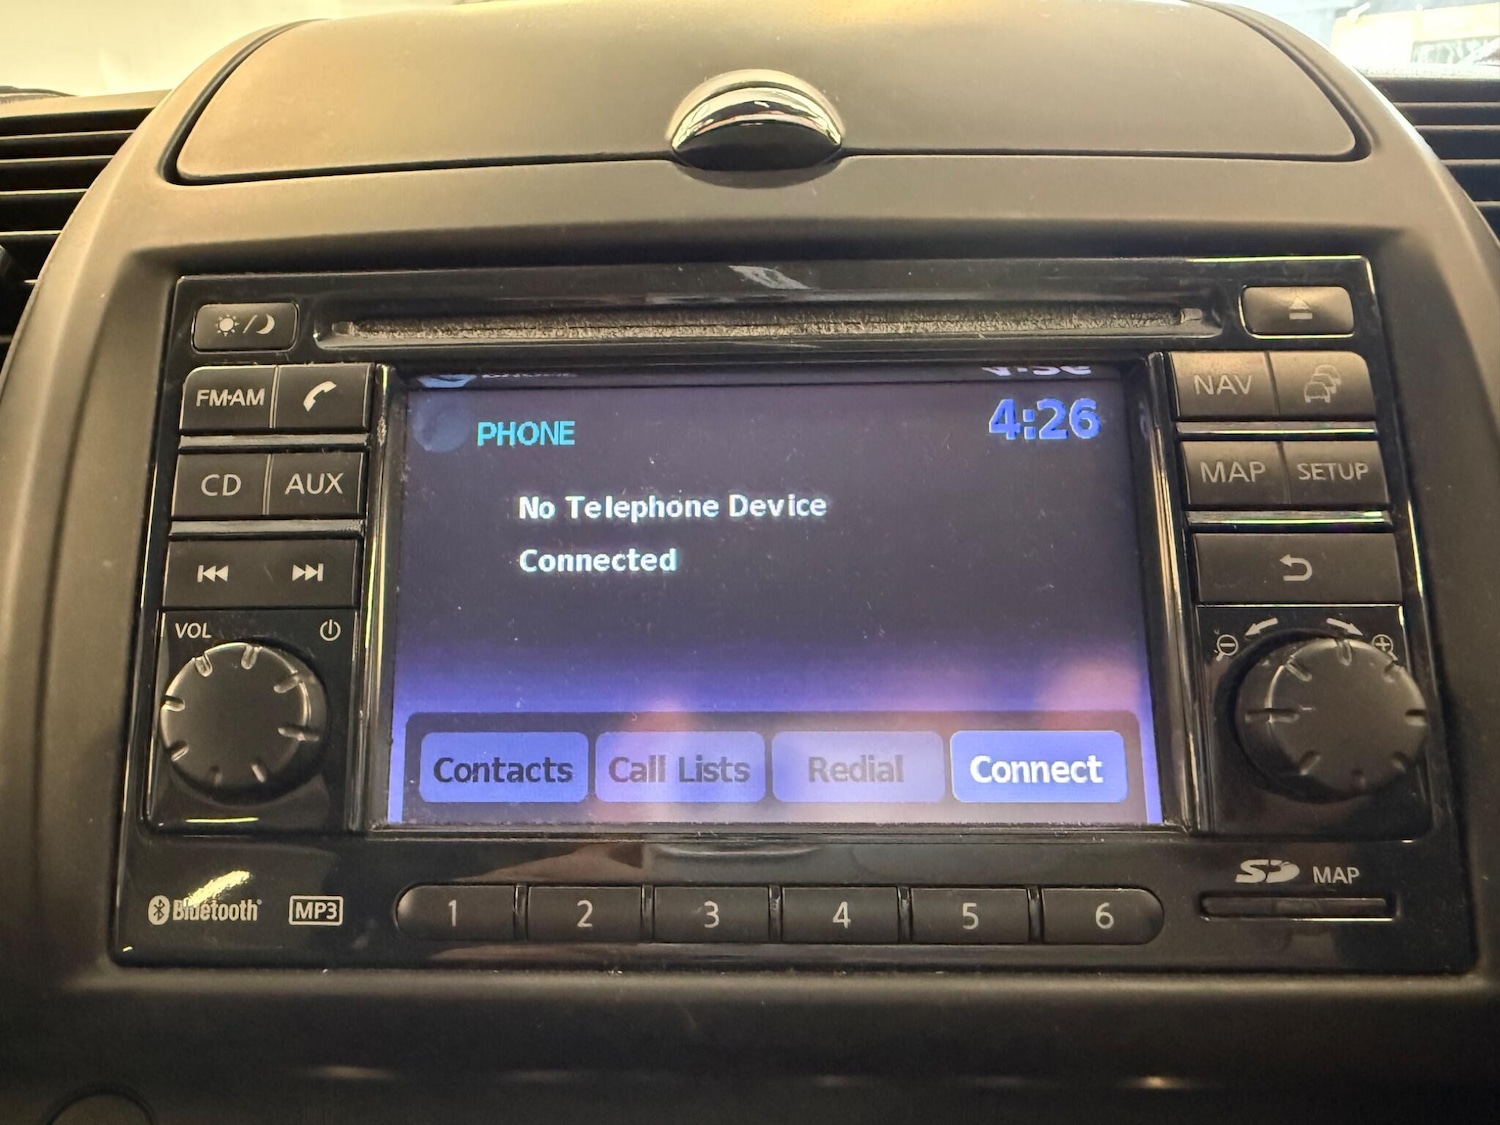 FM·AM
NAV
PHONE
4:26
CD
AUX
MAP
SETUP
No Telephone Device
Connected
VOL
Contacts
Call Lists
Redial
Connect
SD MAP
Bluetooth
MP3
1
2
3
4
5
6